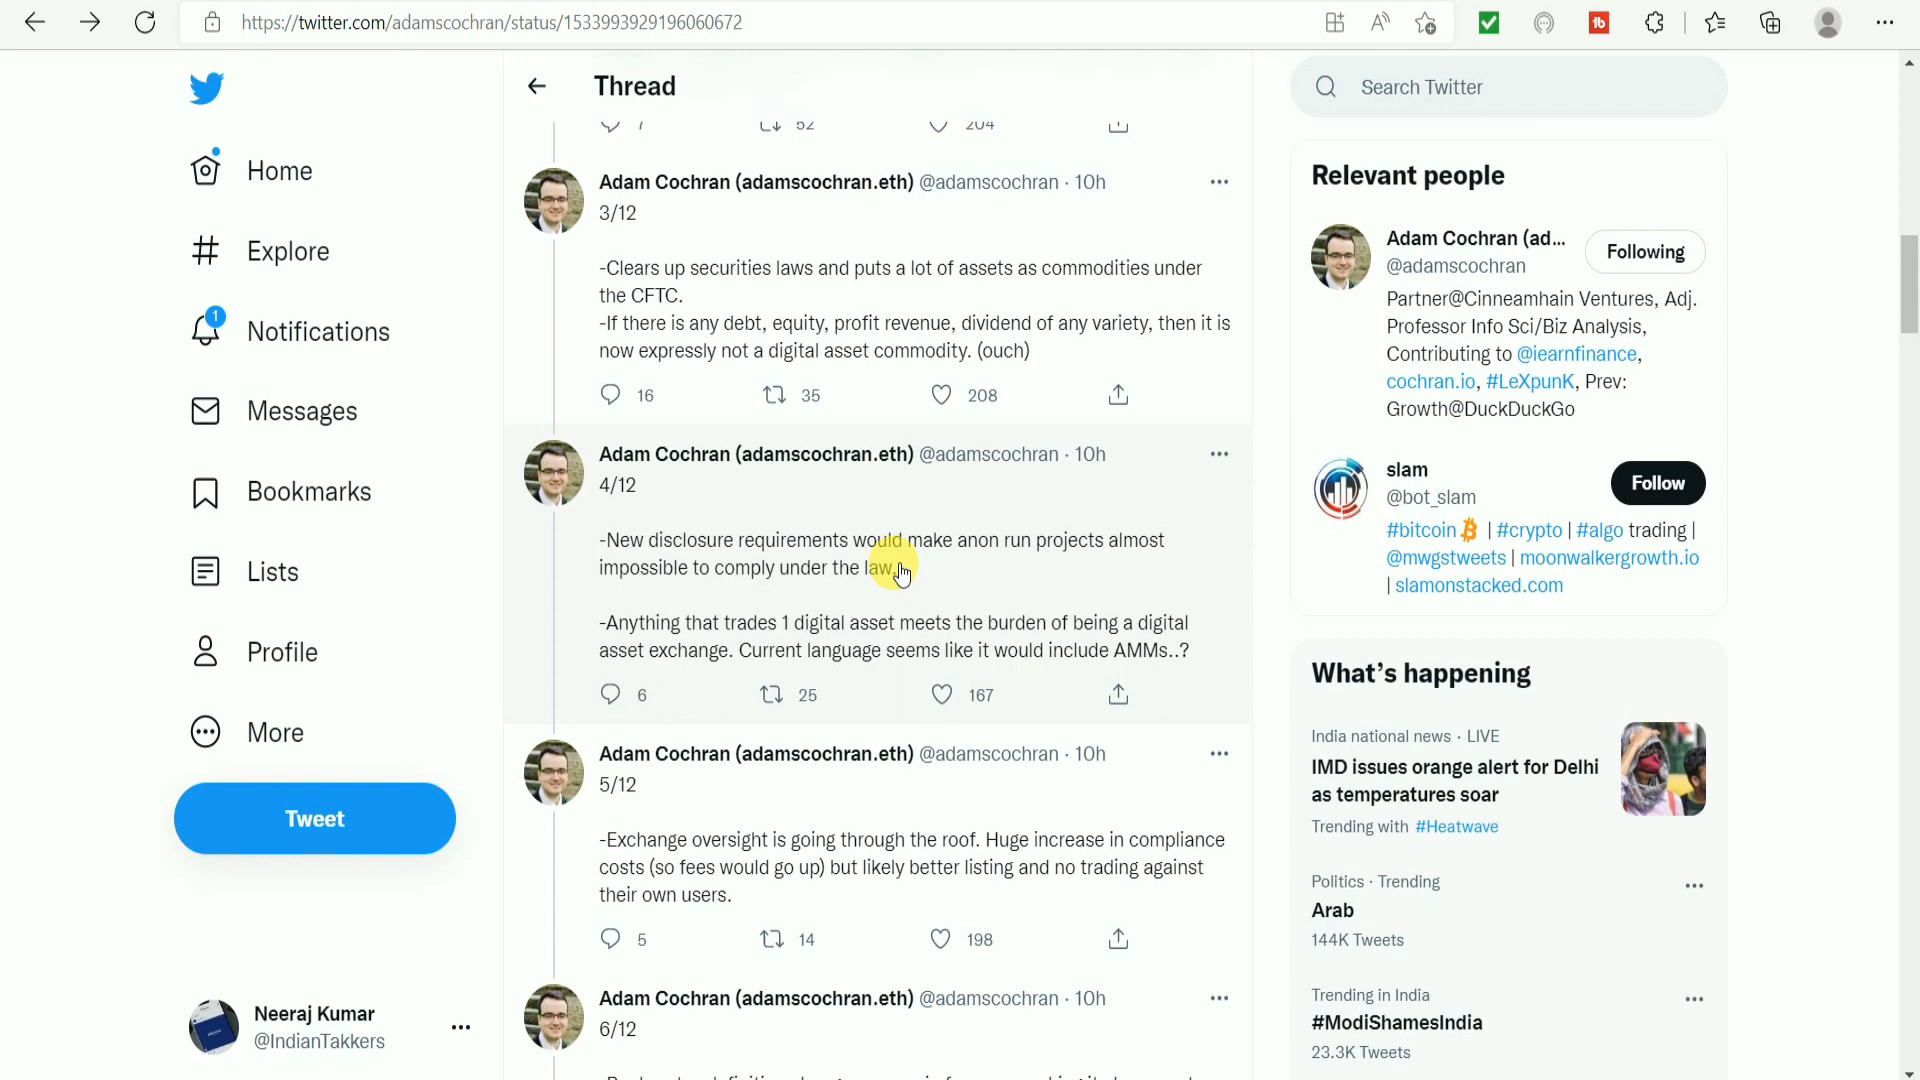 https://twitter.com/adamscochran/status/1533993929196060672
Home
Explore
1
Notifications
Messages
Bookmarks
Lists
Profile
More
Tweet
Neeraj Kumar
@IndianTakkers
Thread
7 52 204
Adam Cochran (adamscochran.eth) @adamscochran · 10h
3/12
-Clears up securities laws and puts a lot of assets as commodities under
the CFTC.
-If there is any debt, equity, profit revenue, dividend of any variety, then it is
now expressly not a digital asset commodity. (ouch)
16 35 208
Adam Cochran (adamscochran.eth) @adamscochran · 10h
4/12
-New disclosure requirements would make anon run projects almost
impossible to comply under the law.
-Anything that trades 1 digital asset meets the burden of being a digital
asset exchange. Current language seems like it would include AMMs..?
6 25 167
Adam Cochran (adamscochran.eth) @adamscochran · 10h
5/12
-Exchange oversight is going through the roof. Huge increase in compliance
costs (so fees would go up) but likely better listing and no trading against
their own users.
5 14 198
Adam Cochran (adamscochran.eth) @adamscochran · 10h
6/12
Search Twitter
Relevant people
Adam Cochran (ad...
Following
@adamscochran
Partner@Cinneamhain Ventures, Adj.
Professor Info Sci/Biz Analysis,
Contributing to @iearnfinance,
cochran.io, #LeXpunK, Prev:
Growth@DuckDuckGo
slam
Follow
@bot_slam
#bitcoin | #crypto | #algo trading |
@mwgstweets | moonwalkergrowth.io
| slamonstacked.com
What's happening
India national news · LIVE
IMD issues orange alert for Delhi
as temperatures soar
Trending with #Heatwave
Politics · Trending
Arab
144K Tweets
Trending in India
#ModiShamesIndia
23.3K Tweets